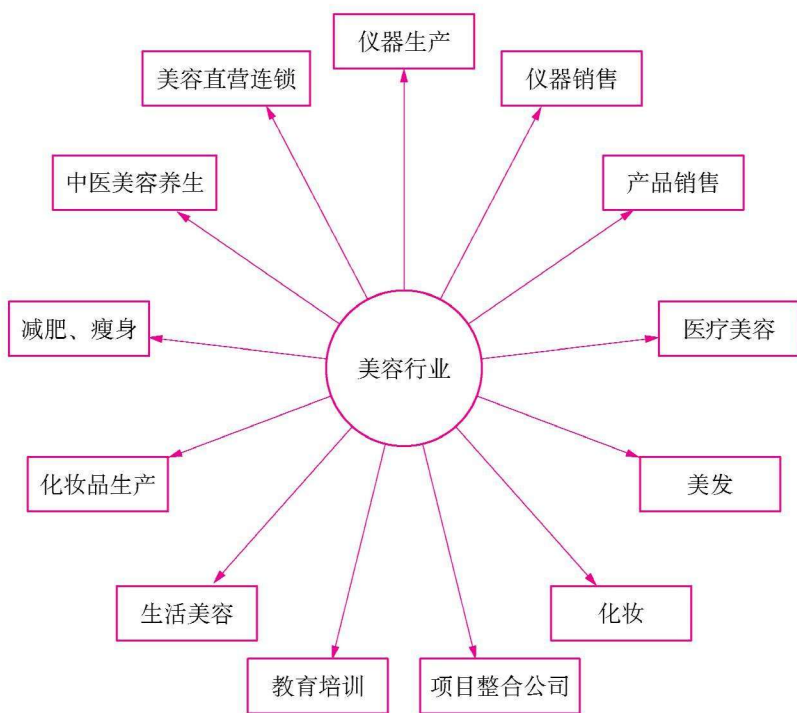 仪器生产
美容直营连锁
仪器销售
中医美容养生
产品销售
减肥、瘦身
医疗美容
美容行业
化妆品生产
美发
生活美容
化妆
教育培训
项目整合公司